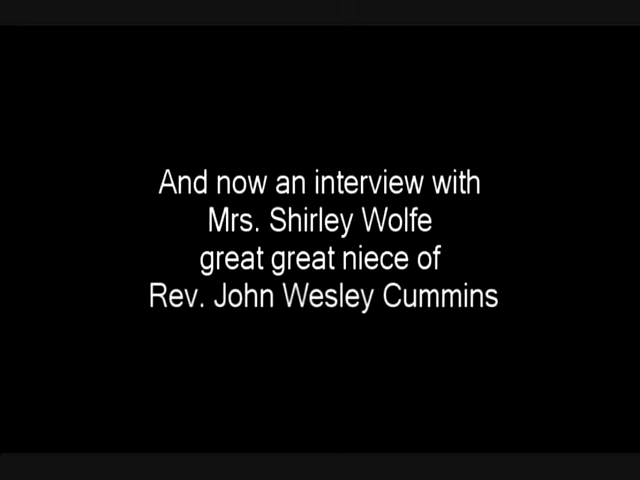 And now an interview with
Mrs. Shirley Wolfe
great great niece of
Rev. John Wesley Cummins